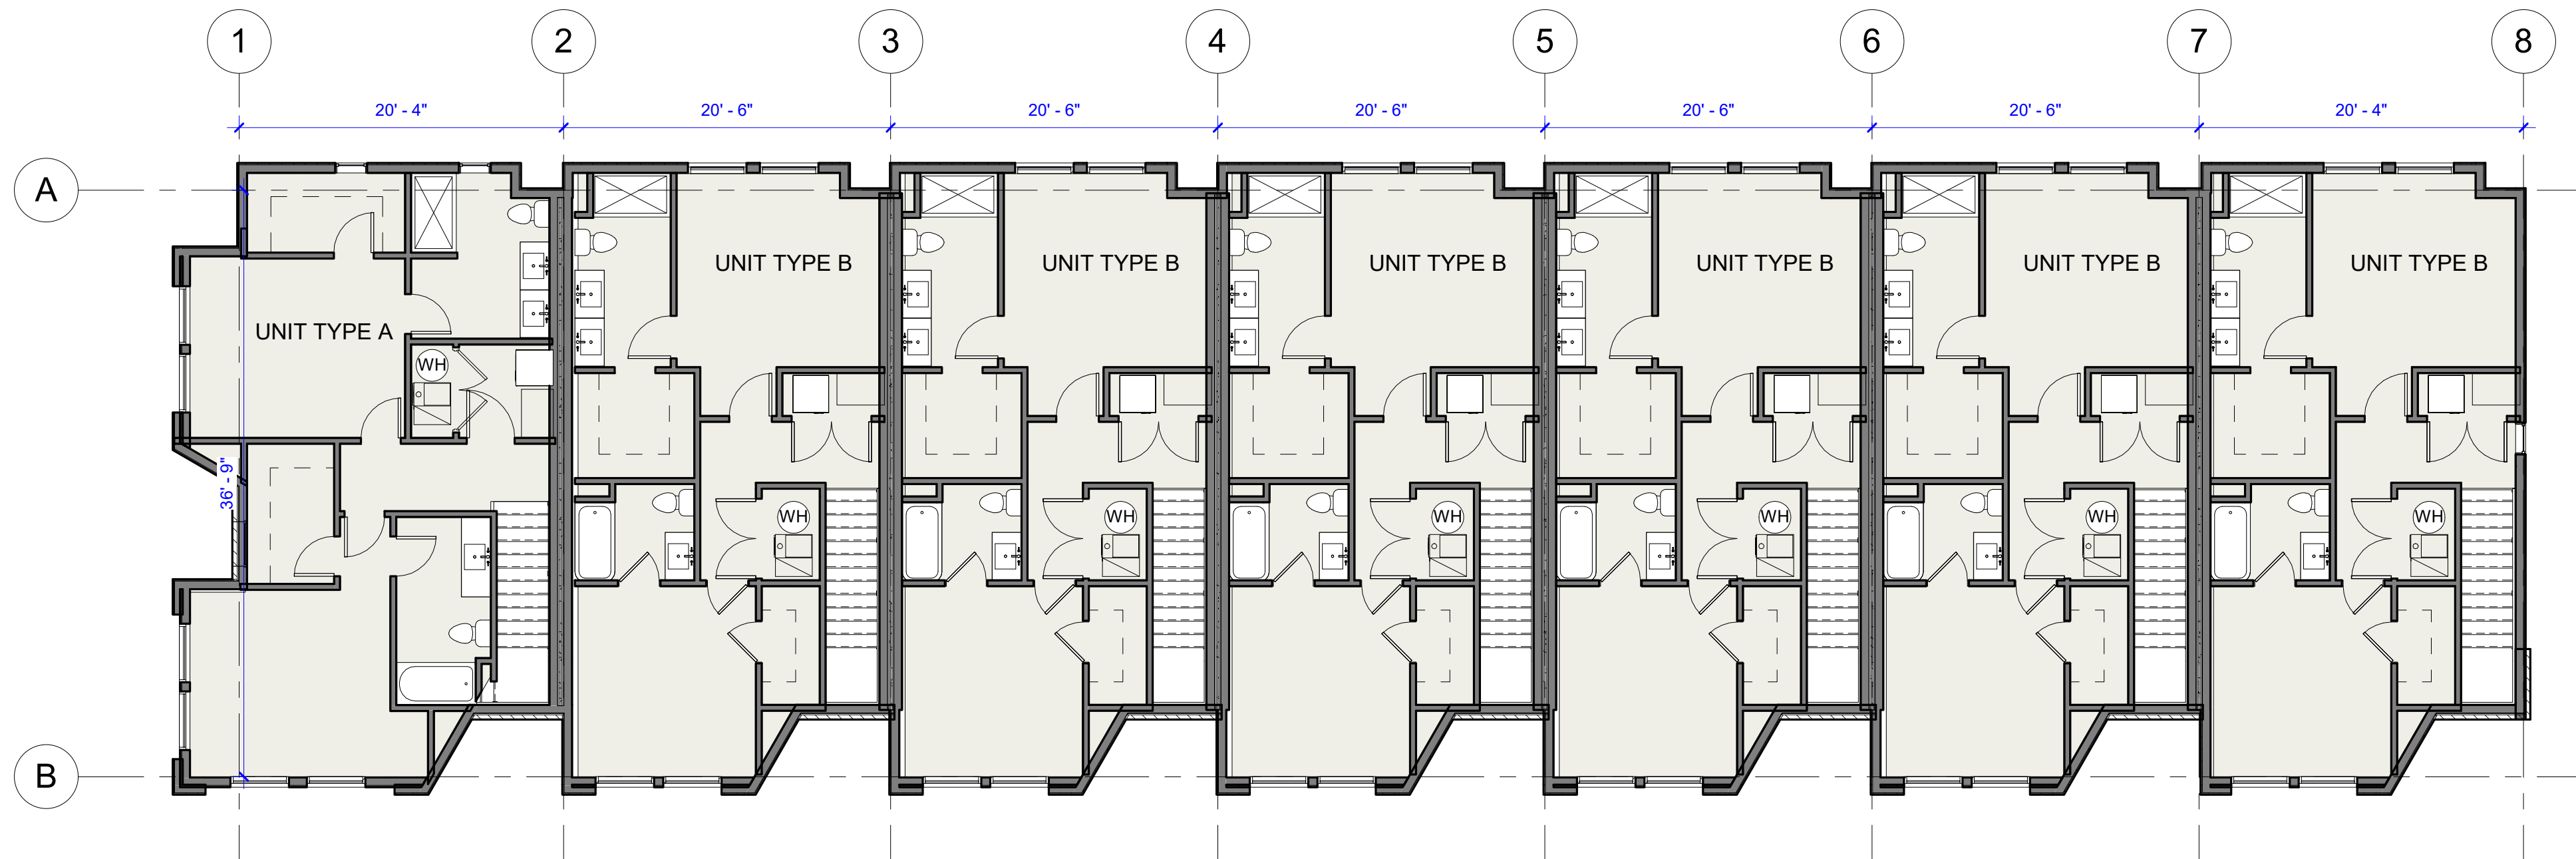 1 2 3 4 5 6 7 8
20' - 4" 20' - 6" 20' - 6" 20' - 6" 20' - 6" 20' - 6" 20' - 4"
A
UNIT TYPE B UNIT TYPE B UNIT TYPE B UNIT TYPE B UNIT TYPE B UNIT TYPE B
UNIT TYPE A
WH
36' - 9"
WH WH WH WH WH WH
B